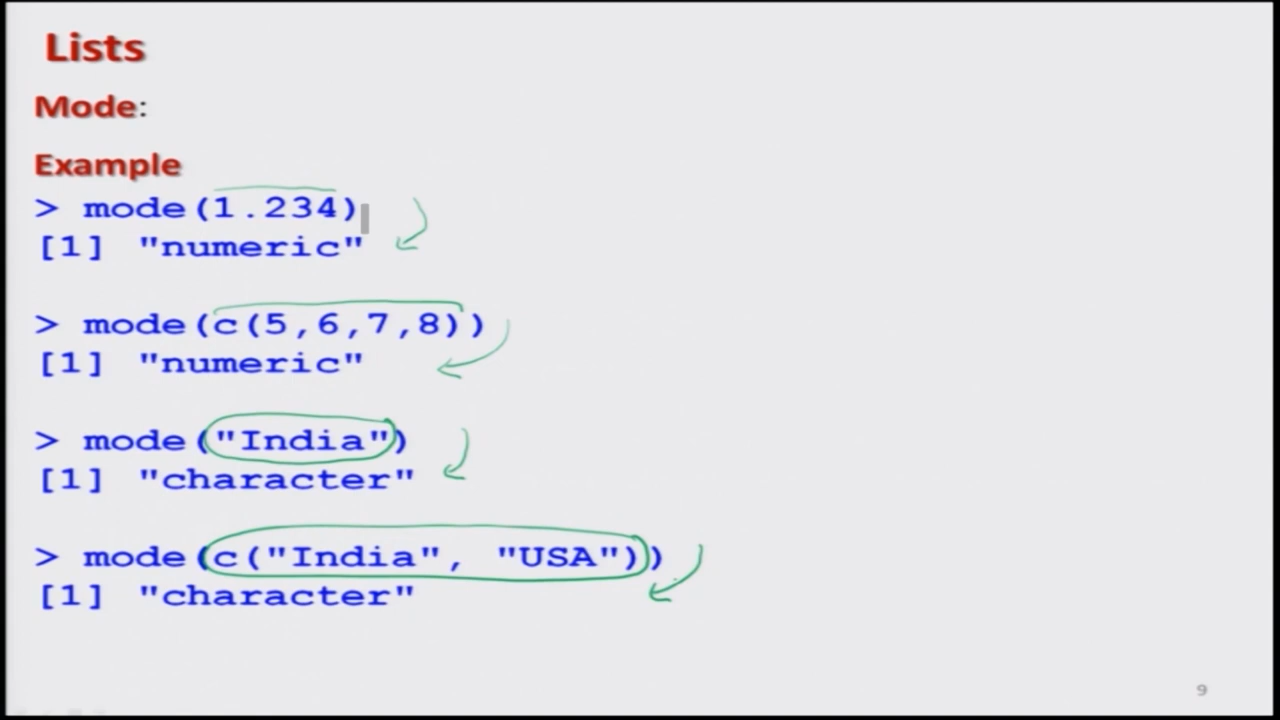 Lists
Mode:
Example
> mode(1.234)
[1] "numeric"
> mode(c(5,6,7,8))
[1] "numeric"
> mode("India")
[1] "character"
> mode(c("India", "USA"))
[1] "character"
9